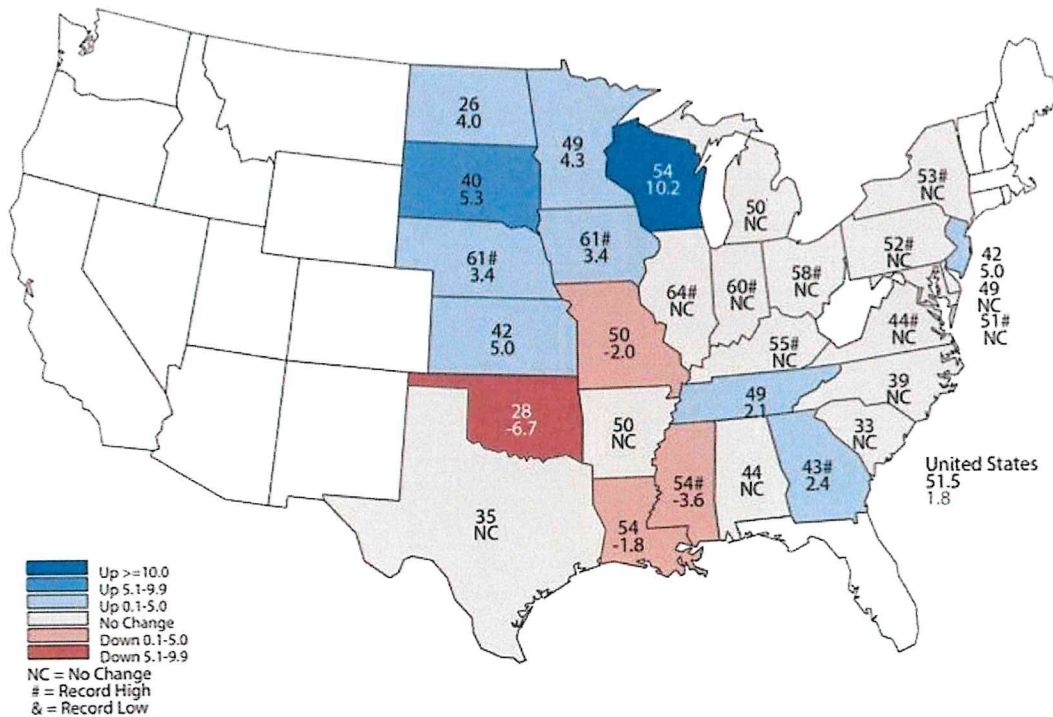 26
4.0
49
4.3
54
10.2
40
5.3
50
NC
53#
NC
61#
3.4
61#
3.4
64#
NC
60#
NC
58#
NC
52#
NC
42
5.0
49
NC
51#
NC
42
5.0
50
-2.0
55#
NC
44#
NC
28
-6.7
50
NC
49
2.1
39
NC
33
NC
35
NC
54
-1.8
54#
-3.6
44
NC
43#
2.4
United States
51.5
1.8
Up >=10.0
Up 5.1-9.9
Up 0.1-5.0
No Change
Down 0.1-5.0
Down 5.1-9.9
NC = No Change
# = Record High
& = Record Low